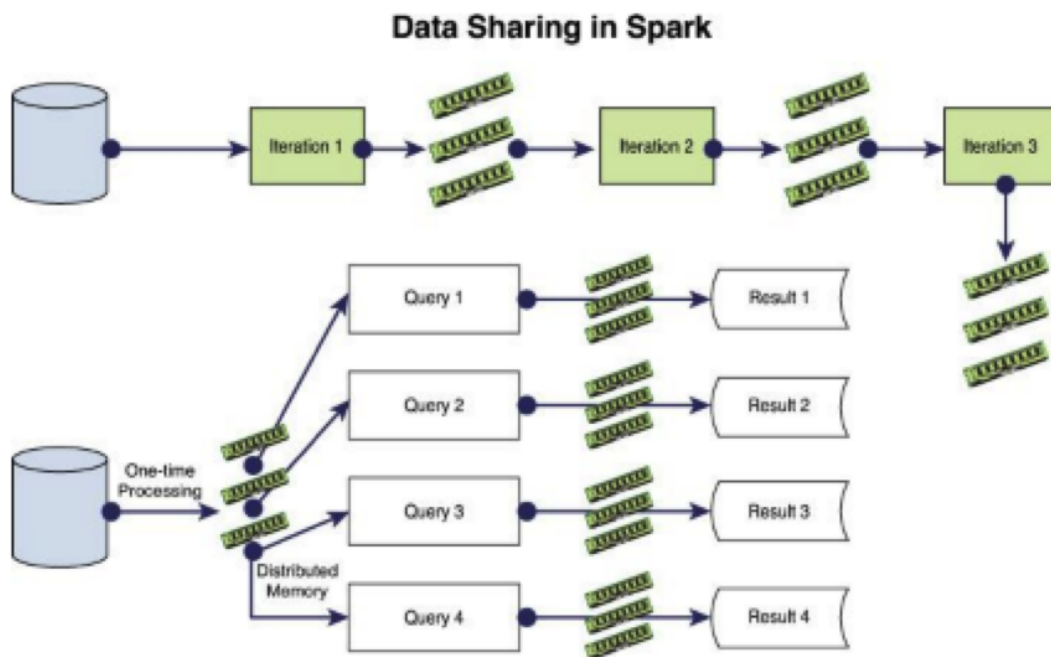 Data Sharing in Spark
Iteration 1
Iteration 2
Iteration 3
Query 1
Result 1
Query 2
Result 2
One-time
Processing
Query 3
Result 3
Distributed
Memory
Query 4
Result 4